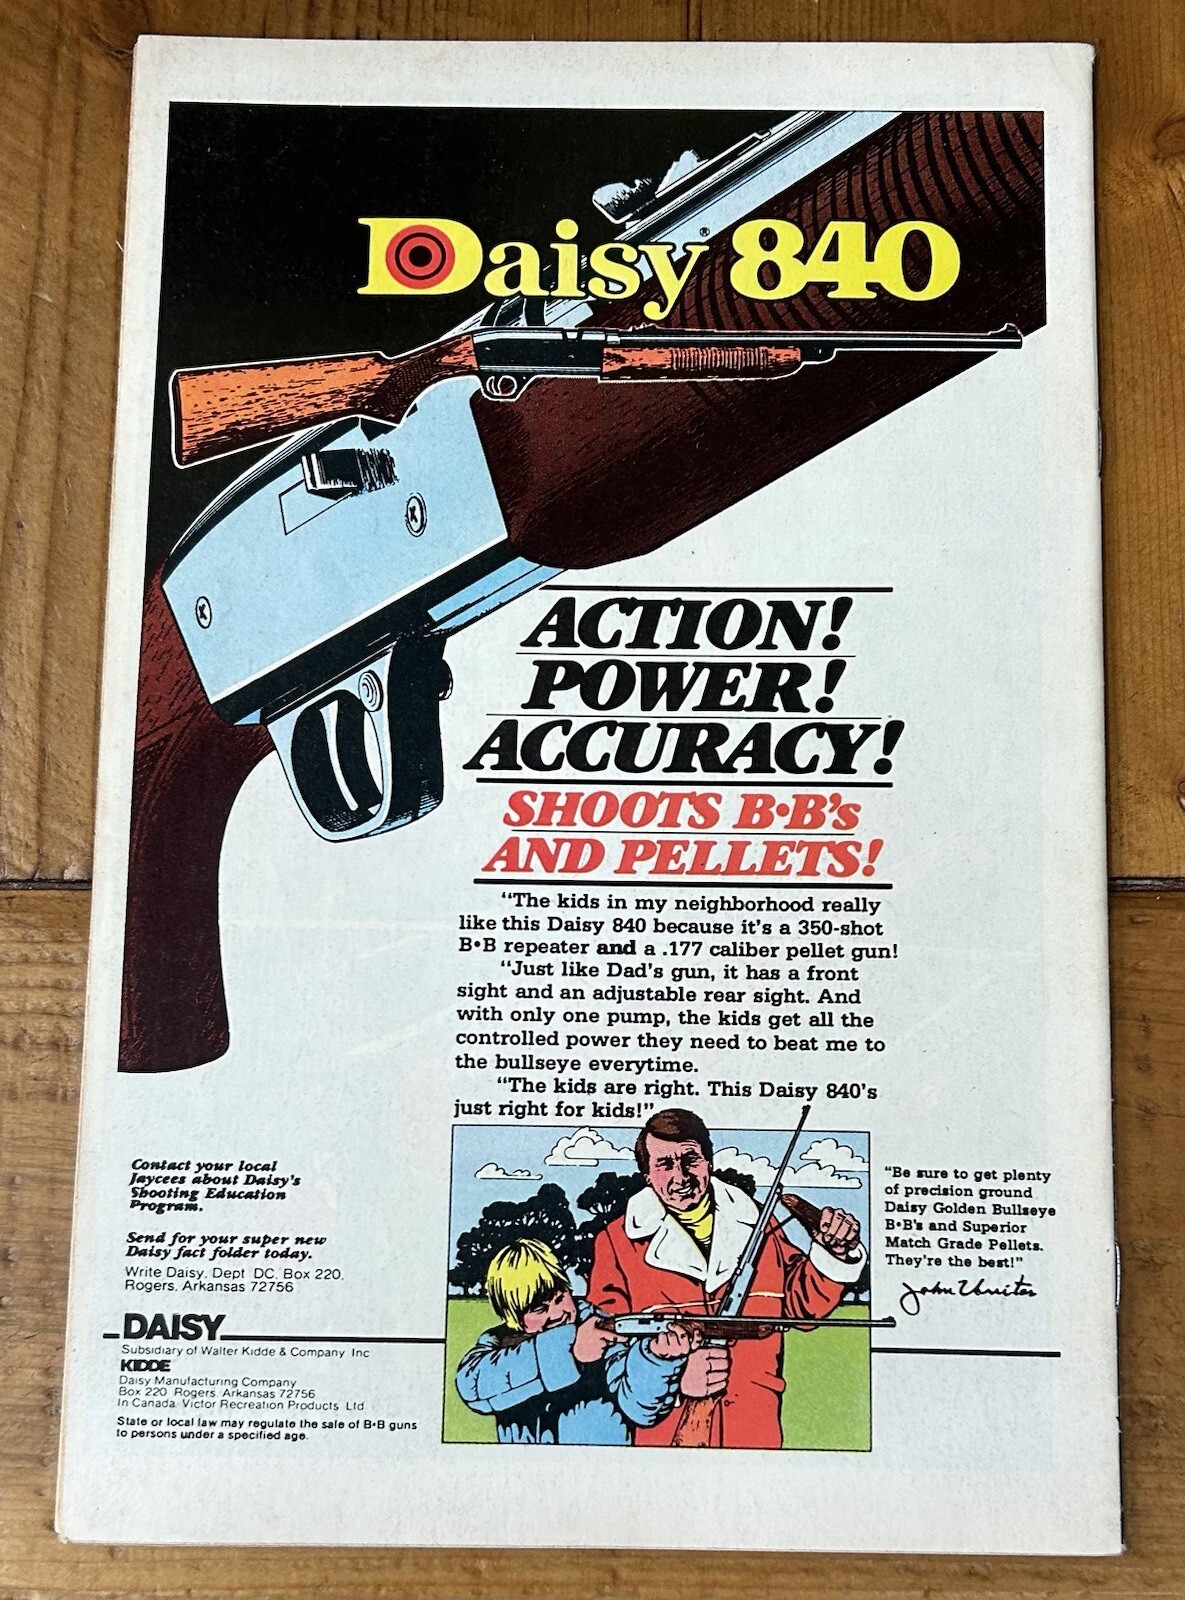 Daisy® 840
K
K
ACTION!
POWER!
ACCURACY!
SHOOTS B•B's
AND PELLETS!
"The kids in my neighborhood really
like this Daisy 840 because it's a 350-shot
B•B repeater and a .177 caliber pellet gun!
"Just like Dad's gun, it has a front
sight and an adjustable rear sight. And
with only one pump, the kids get all the
controlled power they need to beat me to
the bullseye everytime.
"The kids are right. This Daisy 840's
just right for kids!"
"Be sure to get plenty
of precision ground
Daisy Golden Bullseye
B•B's and Superior
Match Grade Pellets.
They're the best!"
John Unitas
Contact your local
Jaycees about Daisy's
Shooting Education
Program.
Send for your super new
Daisy fact folder today.
Write Daisy, Dept DC, Box 220,
Rogers, Arkansas 72756
DAISY
Subsidiary of Walter Kidde & Company Inc
KIDDE
Daisy Manufacturing Company
Box 220 Rogers Arkansas 72756
In Canada Victor Recreation Products Ltd
State or local law may regulate the sale of B•B guns
to persons under a specified age.